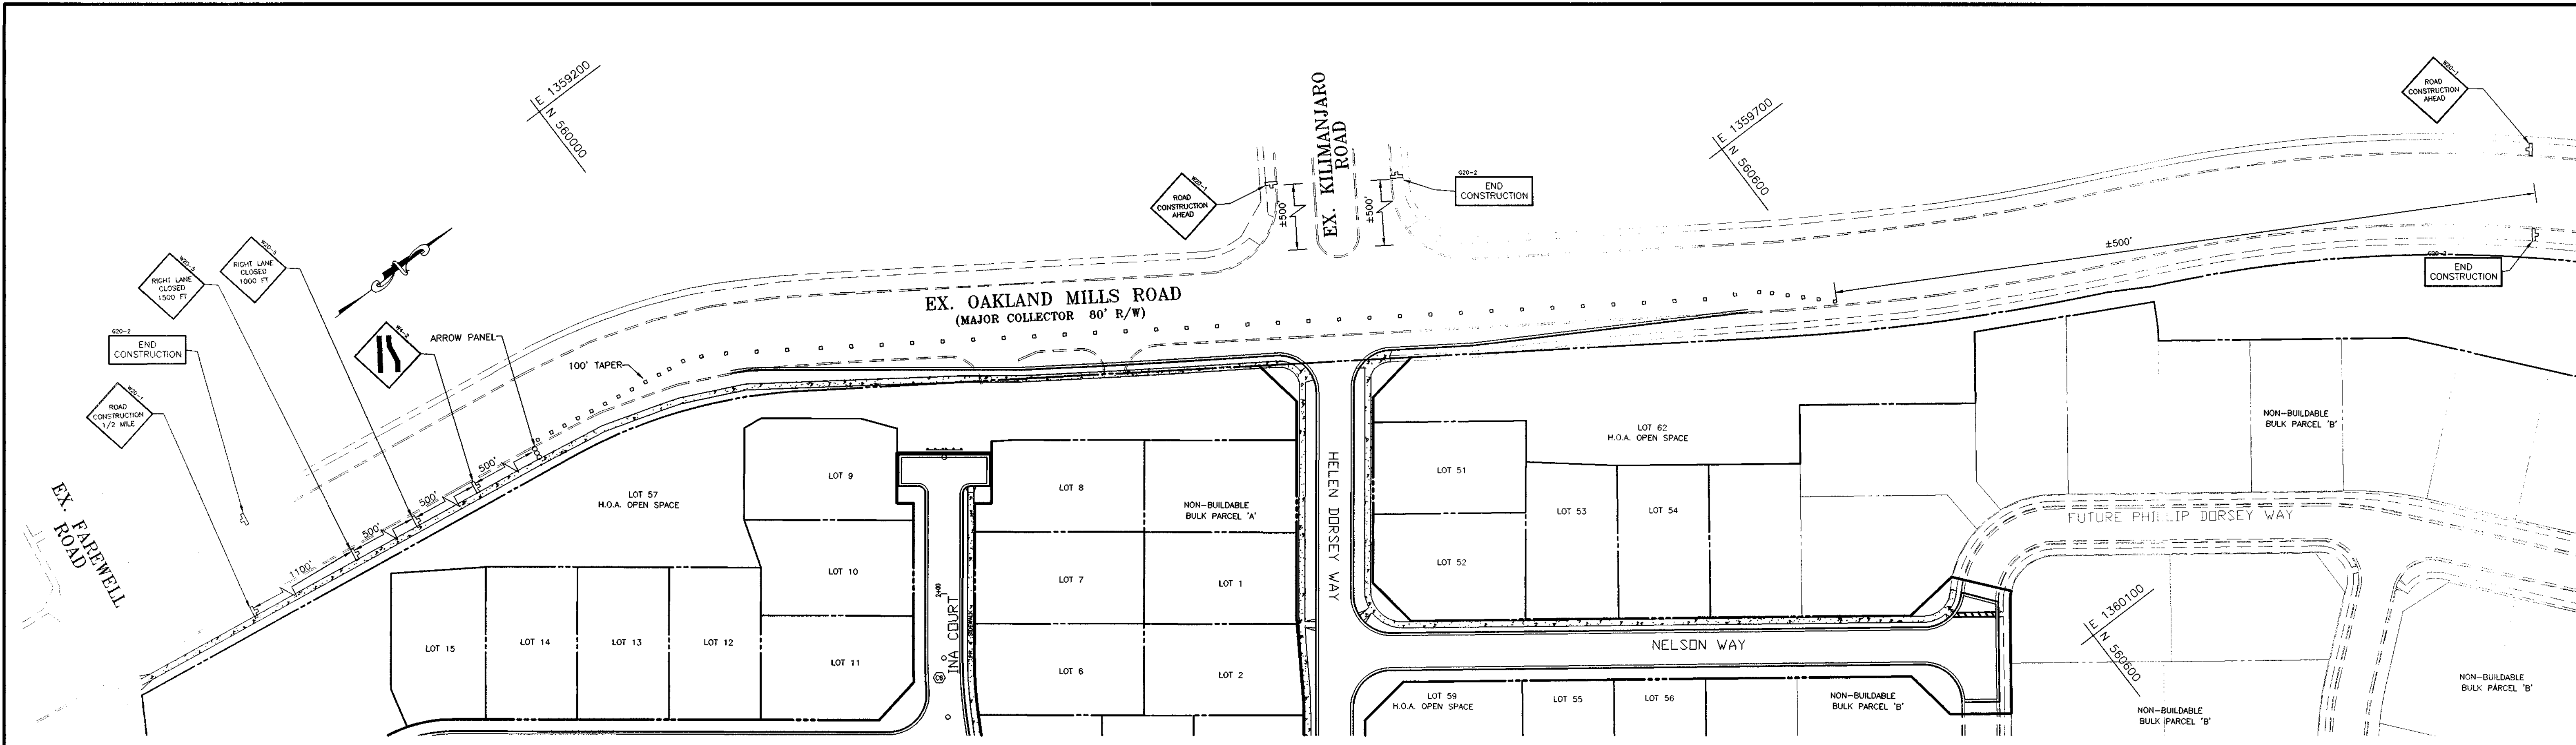 E 1359200
N 560000
EX. KILIMANJARO
ROAD
E 1359700
N 560600
W20-1
ROAD
CONSTRUCTION
AHEAD
W20-1
ROAD
CONSTRUCTION
AHEAD
±500'
±500'
G20-2
END
CONSTRUCTION
±500'
G20-2
END
CONSTRUCTION
W20-5
RIGHT LANE
CLOSED
1500 FT
W20-5
RIGHT LANE
CLOSED
1000 FT
N
EX. OAKLAND MILLS ROAD
(MAJOR COLLECTOR 80' R/W)
G20-2
END
CONSTRUCTION
W4-2
ARROW PANEL
100' TAPER
W20-1
ROAD
CONSTRUCTION
1/2 MILE
EX. FAREWELL
ROAD
1100'
500'
500'
500'
LOT 57
H.O.A. OPEN SPACE
LOT 9
LOT 10
LOT 11
LOT 15
LOT 14
LOT 13
LOT 12
2+00
INA COURT
CB
LOT 8
NON-BUILDABLE
BULK PARCEL 'A'
LOT 7
LOT 1
LOT 6
LOT 2
HELEN DORSEY WAY
LOT 51
LOT 52
LOT 62
H.O.A. OPEN SPACE
LOT 53
LOT 54
NON-BUILDABLE
BULK PARCEL 'B'
FUTURE PHILLIP DORSEY WAY
NELSON WAY
E 1360100
N 560600
LOT 59
H.O.A. OPEN SPACE
LOT 55
LOT 56
NON-BUILDABLE
BULK PARCEL 'B'
NON-BUILDABLE
BULK PARCEL 'B'
NON-BUILDABLE
BULK PARCEL 'B'